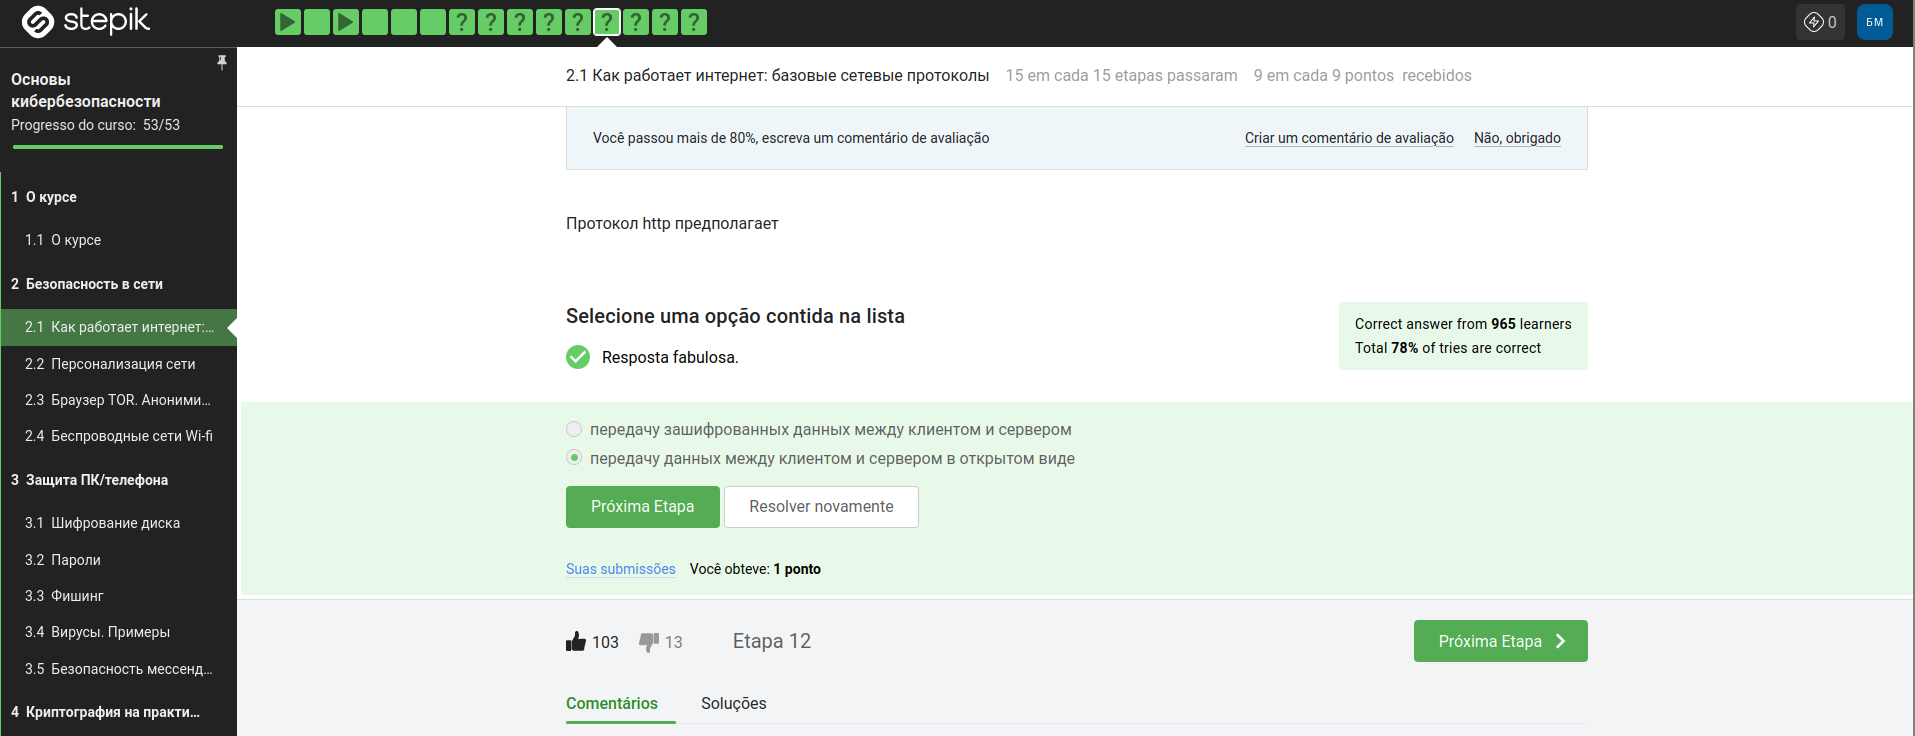 stepik
? ? ? ? ? ? ? ? ?
0
БМ
Основы
кибербезопасности
Progresso do curso: 53/53
1 О курсе
1.1 О курсе
2 Безопасность в сети
2.1 Как работает интернет:...
2.2 Персонализация сети
2.3 Браузер TOR. Аноними...
2.4 Беспроводные сети Wi-fi
3 Защита ПК/телефона
3.1 Шифрование диска
3.2 Пароли
3.3 Фишинг
3.4 Вирусы. Примеры
3.5 Безопасность мессенд...
4 Криптография на практи...
2.1 Как работает интернет: базовые сетевые протоколы 15 em cada 15 etapas passaram 9 em cada 9 pontos recebidos
Você passou mais de 80%, escreva um comentário de avaliação Criar um comentário de avaliação Não, obrigado
Протокол http предполагает
Selecione uma opção contida na lista
Resposta fabulosa.
Correct answer from 965 learners
Total 78% of tries are correct
передачу зашифрованных данных между клиентом и сервером
передачу данных между клиентом и сервером в открытом виде
Próxima Etapa Resolver novamente
Suas submissões Você obteve: 1 ponto
103 13 Etapa 12 Próxima Etapa
Comentários Soluções